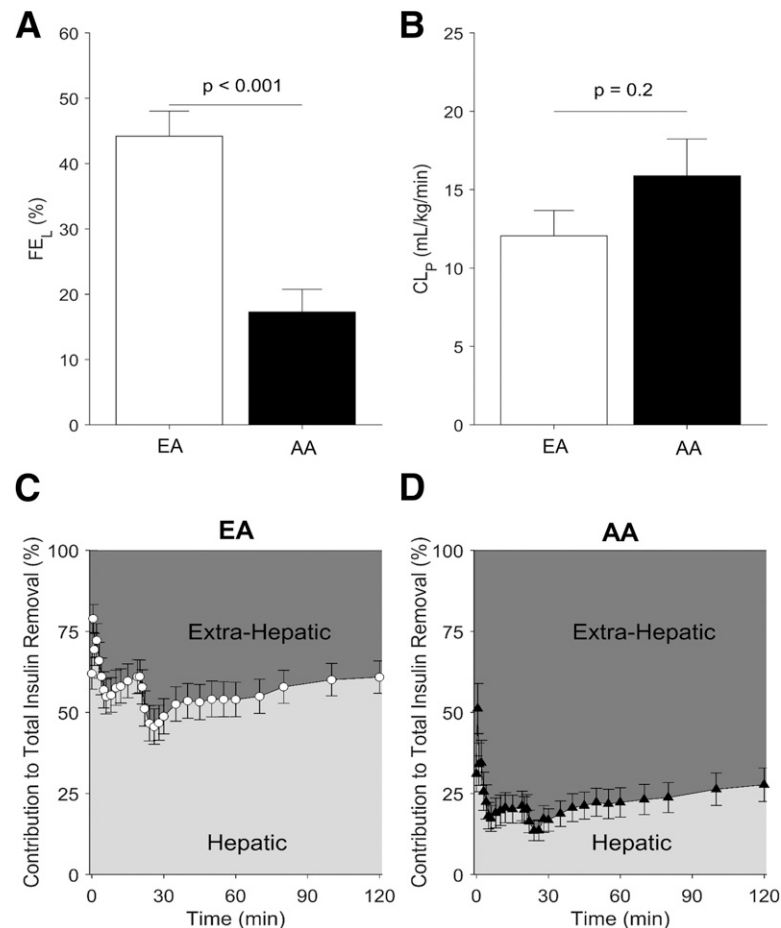 A
60
50
40
30
20
10
0
FE_L (%)
p < 0.001
EA
AA
B
25
20
15
10
5
0
CL_P (mL/kg/min)
p = 0.2
EA
AA
C
EA
100
75
50
25
0
Contribution to Total Insulin Removal (%)
Extra-Hepatic
Hepatic
0 30 60 90 120
Time (min)
D
AA
100
75
50
25
0
Contribution to Total Insulin Removal (%)
Extra-Hepatic
Hepatic
0 30 60 90 120
Time (min)